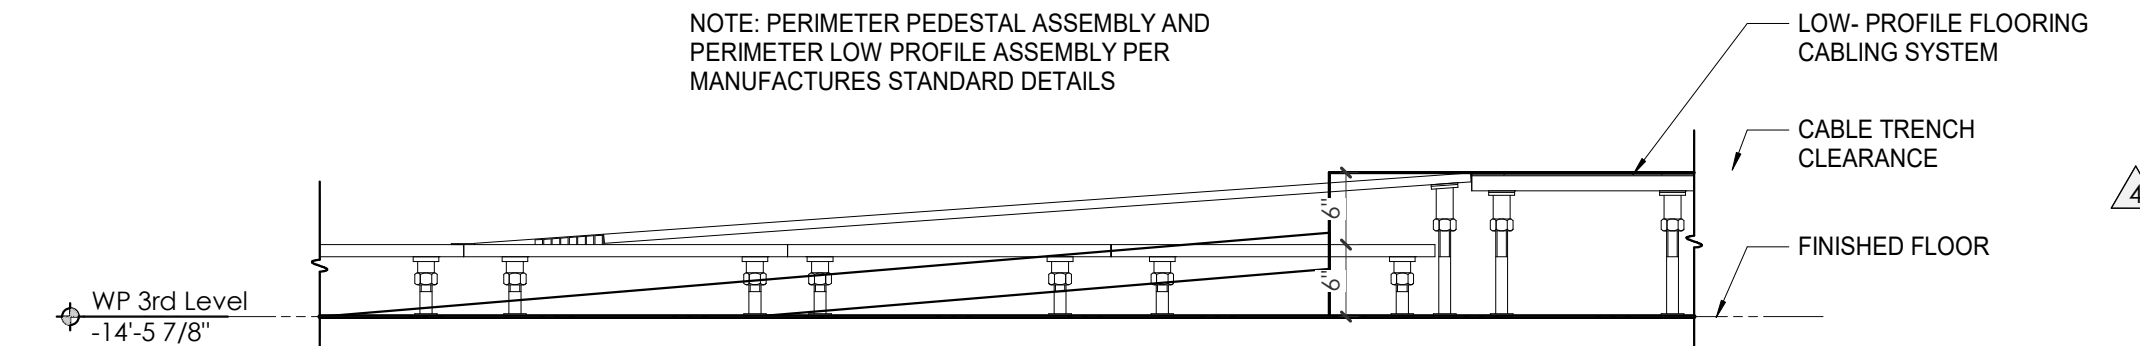 NOTE: PERIMETER PEDESTAL ASSEMBLY AND
PERIMETER LOW PROFILE ASSEMBLY PER
MANUFACTURES STANDARD DETAILS
LOW- PROFILE FLOORING
CABLING SYSTEM
CABLE TRENCH
CLEARANCE
4
6"
6"
FINISHED FLOOR
WP 3rd Level
-14'-5 7/8"